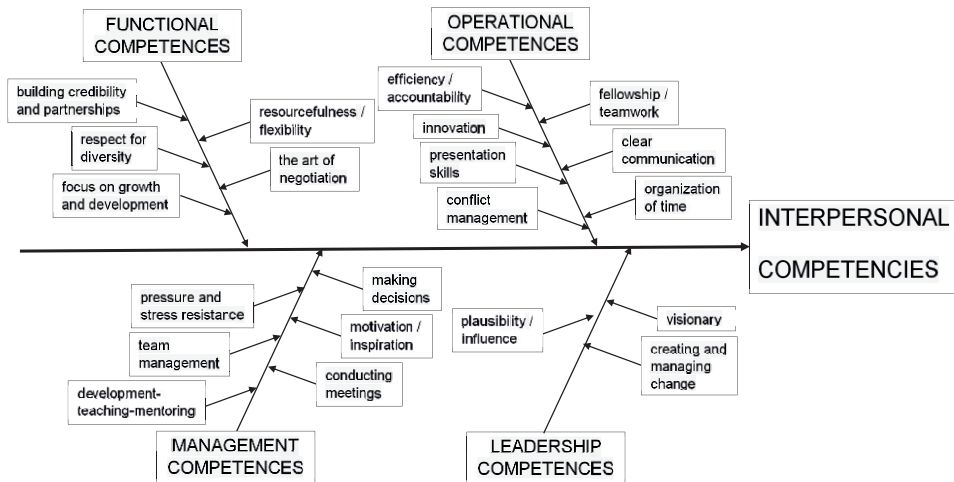 FUNCTIONAL
COMPETENCES
building credibility
and partnerships
resourcefulness /
flexibility
respect for
diversity
the art of
negotiation
focus on growth
and development
OPERATIONAL
COMPETENCES
efficiency /
accountability
fellowship /
teamwork
innovation
clear
communication
presentation
skills
organization
of time
conflict
management
INTERPERSONAL
COMPETENCIES
making
decisions
pressure and
stress resistance
motivation /
inspiration
team
management
conducting
meetings
development-
teaching-mentoring
MANAGEMENT
COMPETENCES
visionary
plausibility /
Influence
creating and
managing
change
LEADERSHIP
COMPETENCES